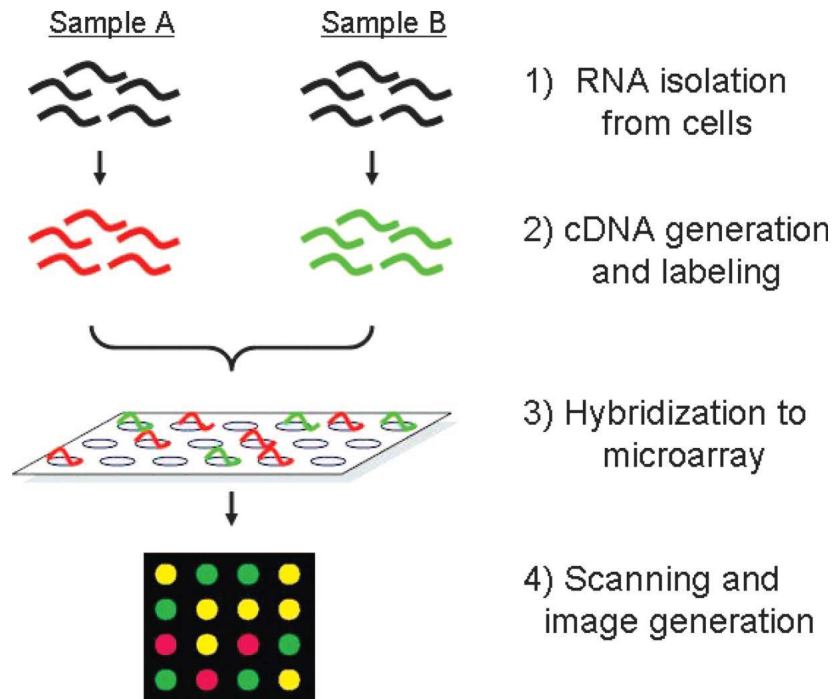 Sample A
Sample B
1) RNA isolation
from cells
2) cDNA generation
and labeling
3) Hybridization to
microarray
4) Scanning and
image generation